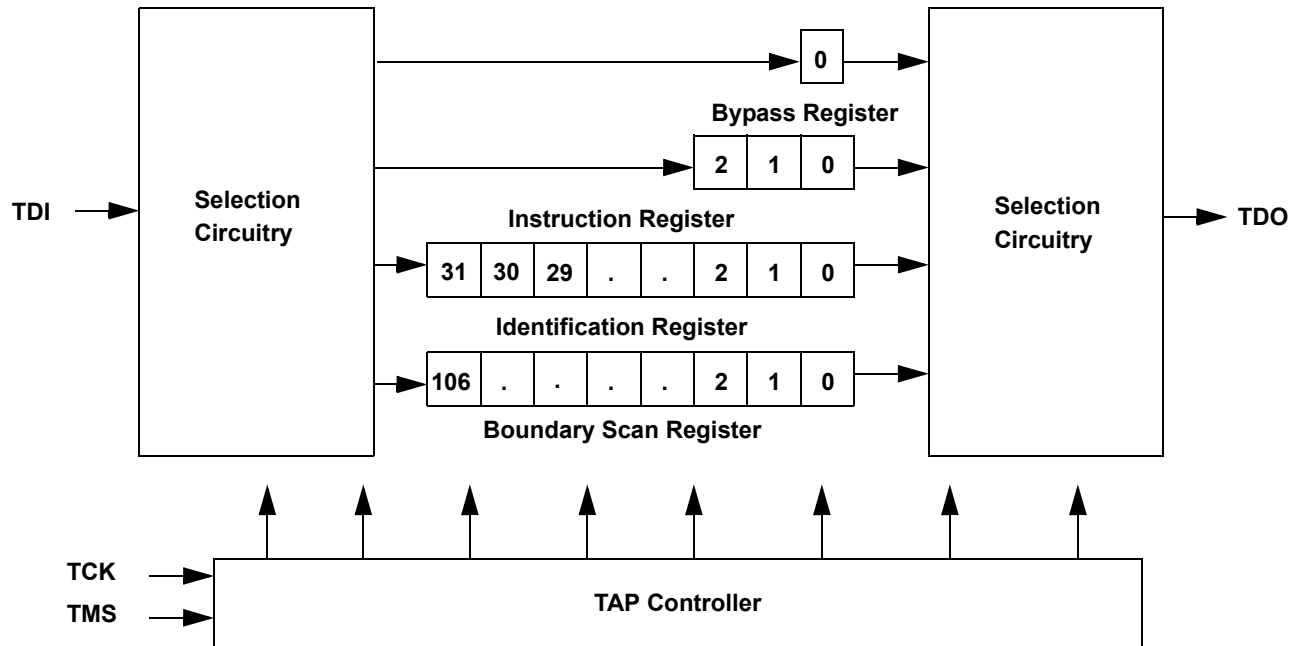 0
Bypass Register
2 1 0
TDI
Selection
Circuitry
Selection
Circuitry
TDO
Instruction Register
31 30 29 . . 2 1 0
Identification Register
106 . . . . 2 1 0
Boundary Scan Register
TCK
TMS
TAP Controller